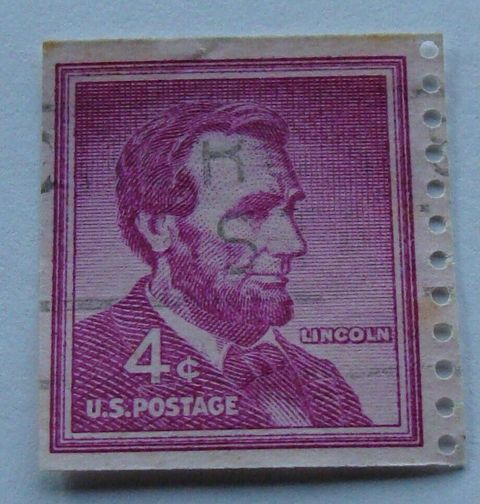 K
S
LINCOLN
4¢
U.S. POSTAGE